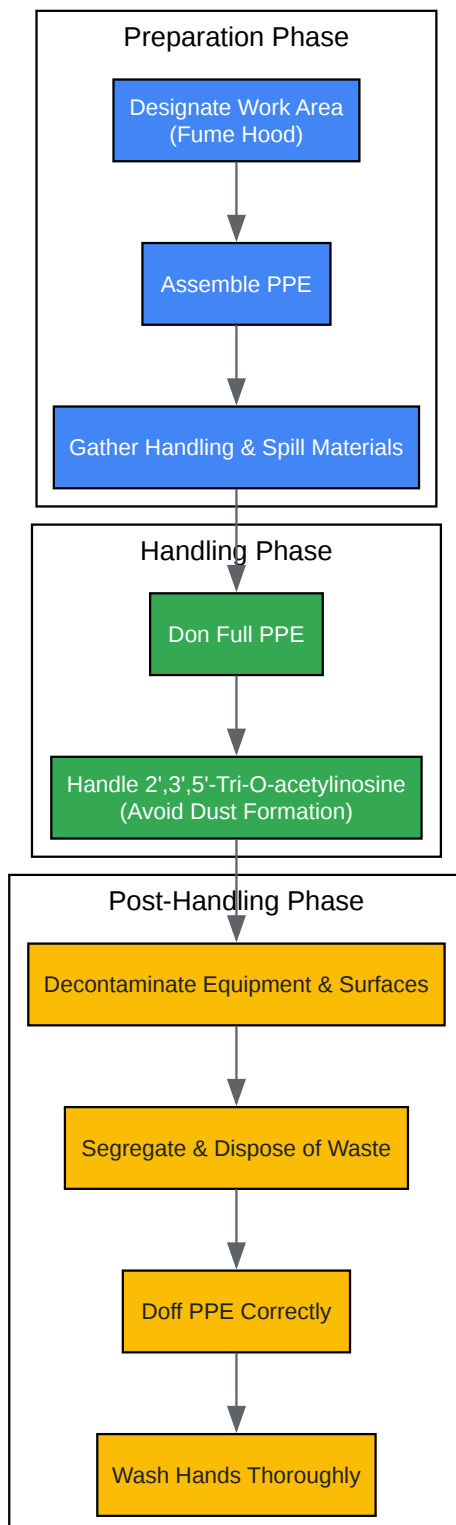 Preparation Phase
Designate Work Area
(Fume Hood)
Assemble PPE
Gather Handling & Spill Materials
Handling Phase
Don Full PPE
Handle 2',3',5'-Tri-O-acetylinosine
(Avoid Dust Formation)
Post-Handling Phase
Decontaminate Equipment & Surfaces
Segregate & Dispose of Waste
Doff PPE Correctly
Wash Hands Thoroughly